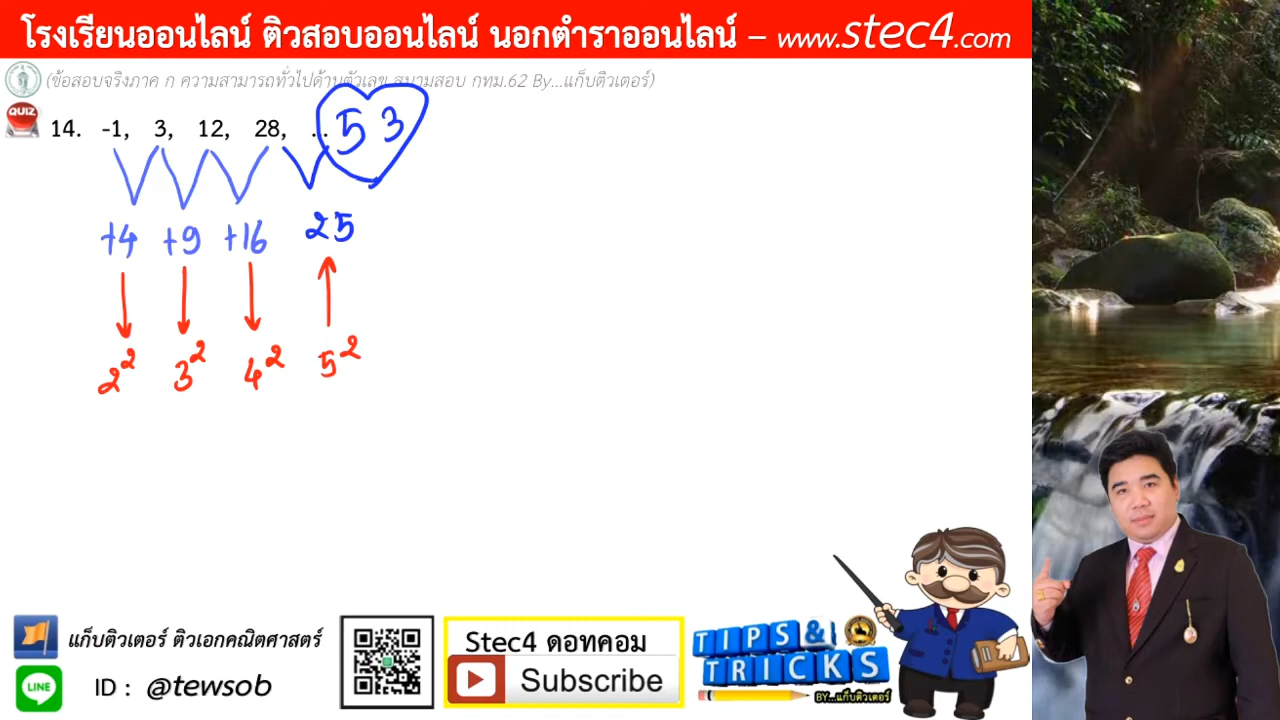 โรงเรียนออนไลน์ ติวสอบออนไลน์ นอกตำราออนไลน์ – www.stec4.com
(ข้อสอบจริงภาค ก ความสามารถทั่วไปด้านตัวเลข สนามสอบ กทม.62 By...แก็บติวเตอร์)
QUIZ
14. -1, 3, 12, 28, ... 53
+4 +9 +16 25
2² 3² 4² 5²
แก็บติวเตอร์ ติวเอกคณิตศาสตร์
LINE ID : @tewsob
Stec4 ดอทคอม
Subscribe
TIPS &
TRICKS
BY...แก็บติวเตอร์